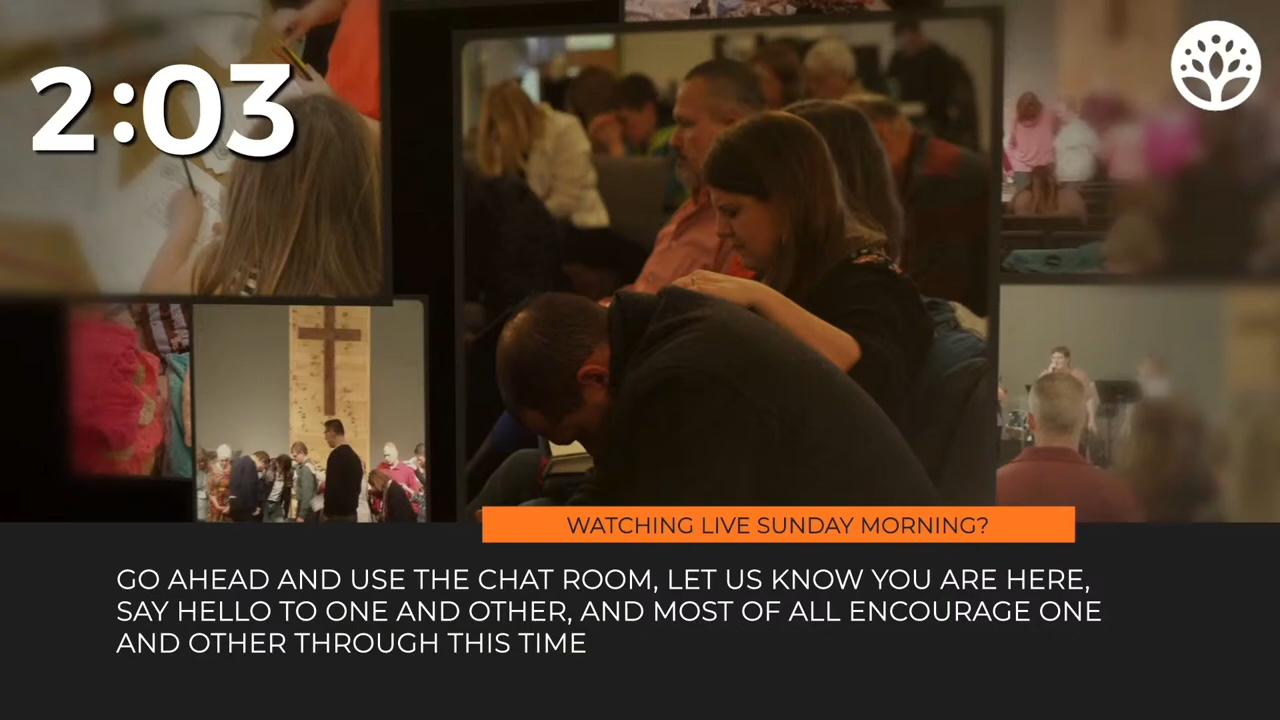 2:03
WATCHING LIVE SUNDAY MORNING?
GO AHEAD AND USE THE CHAT ROOM, LET US KNOW YOU ARE HERE,
SAY HELLO TO ONE AND OTHER, AND MOST OF ALL ENCOURAGE ONE
AND OTHER THROUGH THIS TIME